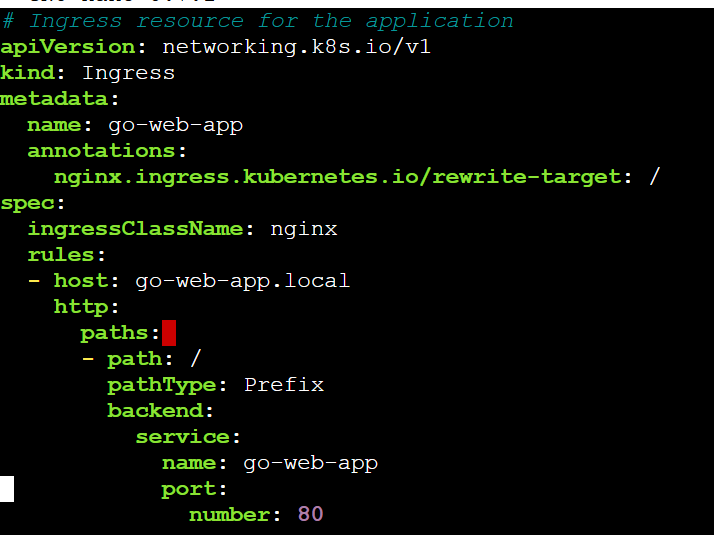 # Ingress resource for the application
apiVersion: networking.k8s.io/v1
kind: Ingress
metadata:
  name: go-web-app
  annotations:
    nginx.ingress.kubernetes.io/rewrite-target: /
spec:
  ingressClassName: nginx
  rules:
  - host: go-web-app.local
    http:
      paths:
      - path: /
        pathType: Prefix
        backend:
          service:
            name: go-web-app
            port:
              number: 80